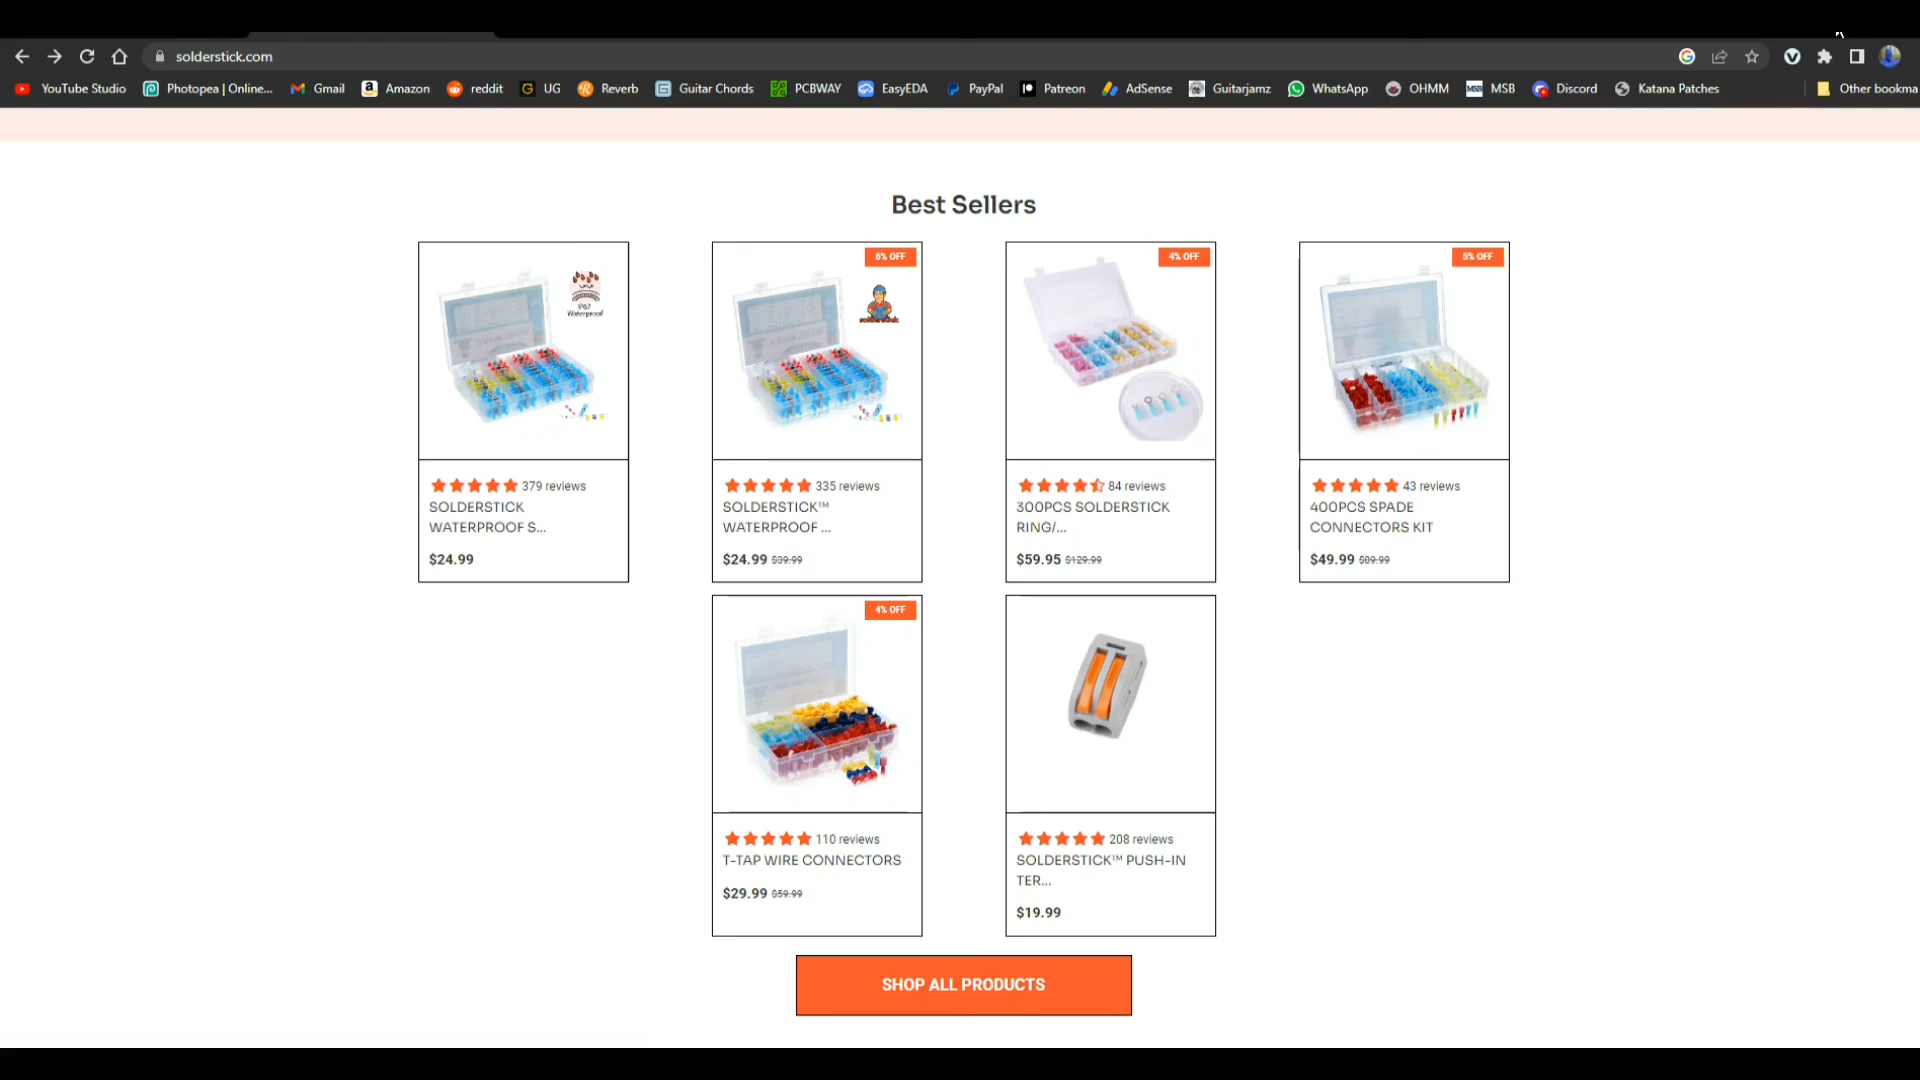 solderstick.com
YouTube Studio Photopea | Online... Gmail Amazon reddit UG Reverb Guitar Chords PCBWAY EasyEDA PayPal Patreon AdSense Guitarjamz WhatsApp OHMM MSB Discord Katana Patches Other bookma
Best Sellers
IP67
Waterproof
379 reviews
SOLDERSTICK
WATERPROOF S...
$24.99
6% OFF
solderstick
335 reviews
SOLDERSTICK™
WATERPROOF ...
$24.99 $39.99
4% OFF
84 reviews
300PCS SOLDERSTICK
RING/...
$59.95 $129.99
5% OFF
43 reviews
400PCS SPADE
CONNECTORS KIT
$49.99 $89.99
4% OFF
110 reviews
T-TAP WIRE CONNECTORS
$29.99 $59.99
208 reviews
SOLDERSTICK™ PUSH-IN
TER...
$19.99
SHOP ALL PRODUCTS